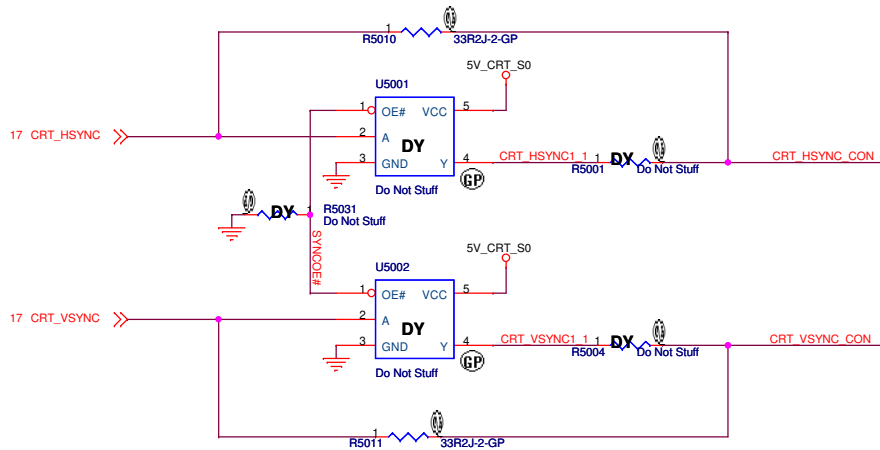 1
R5010
33R2J-2-GP
5V_CRT_S0
U5001
1
OE#
VCC
5
17 CRT_HSYNC
2
A
DY
3
GND
Y
4
CRT_HSYNC1_1
1
DY
CRT_HSYNC_CON
GP
R5001
Do Not Stuff
Do Not Stuff
DY
1
R5031
Do Not Stuff
SYNCOE#
5V_CRT_S0
U5002
1
OE#
VCC
5
17 CRT_VSYNC
2
A
DY
3
GND
Y
4
CRT_VSYNC1_1
1
DY
CRT_VSYNC_CON
GP
R5004
Do Not Stuff
Do Not Stuff
1
R5011
33R2J-2-GP